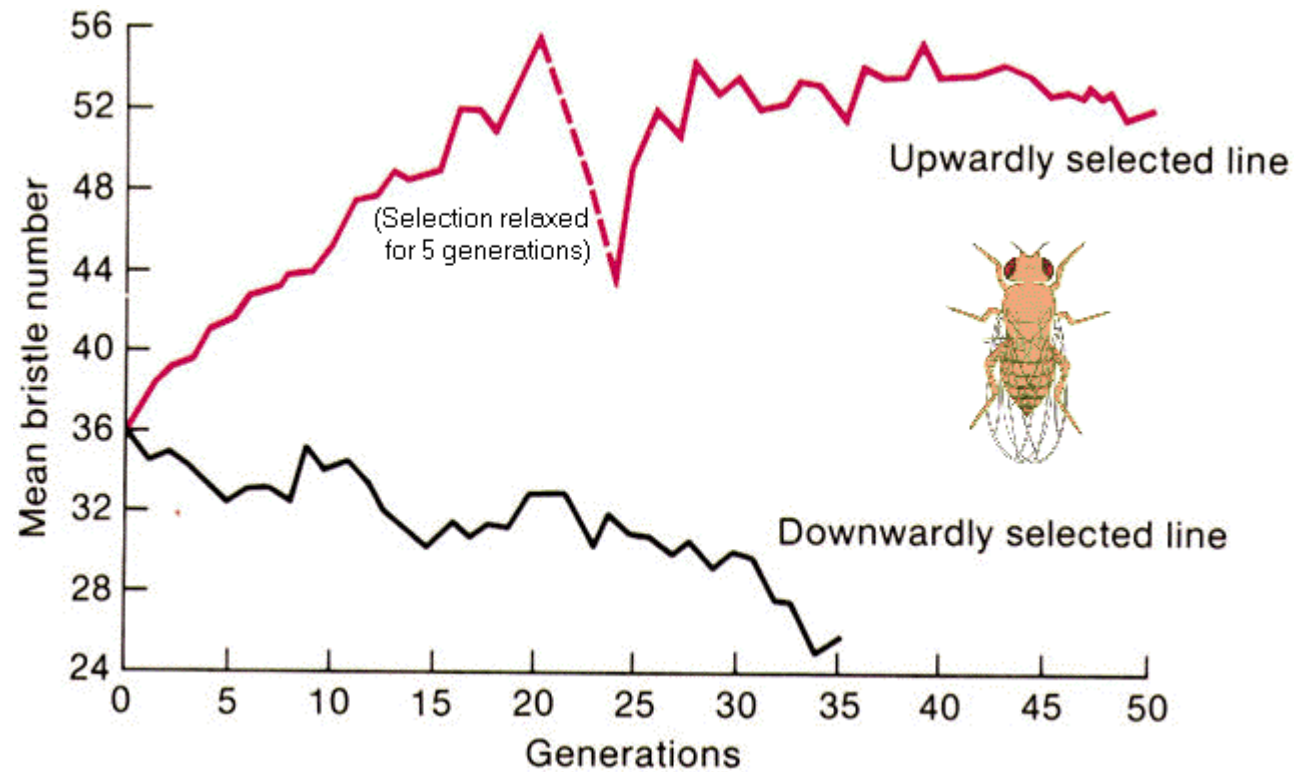 56
52
48
44
40
36
32
28
24
Mean bristle number
(Selection relaxed
for 5 generations)
Upwardly selected line
Downwardly selected line
0 5 10 15 20 25 30 35 40 45 50
Generations